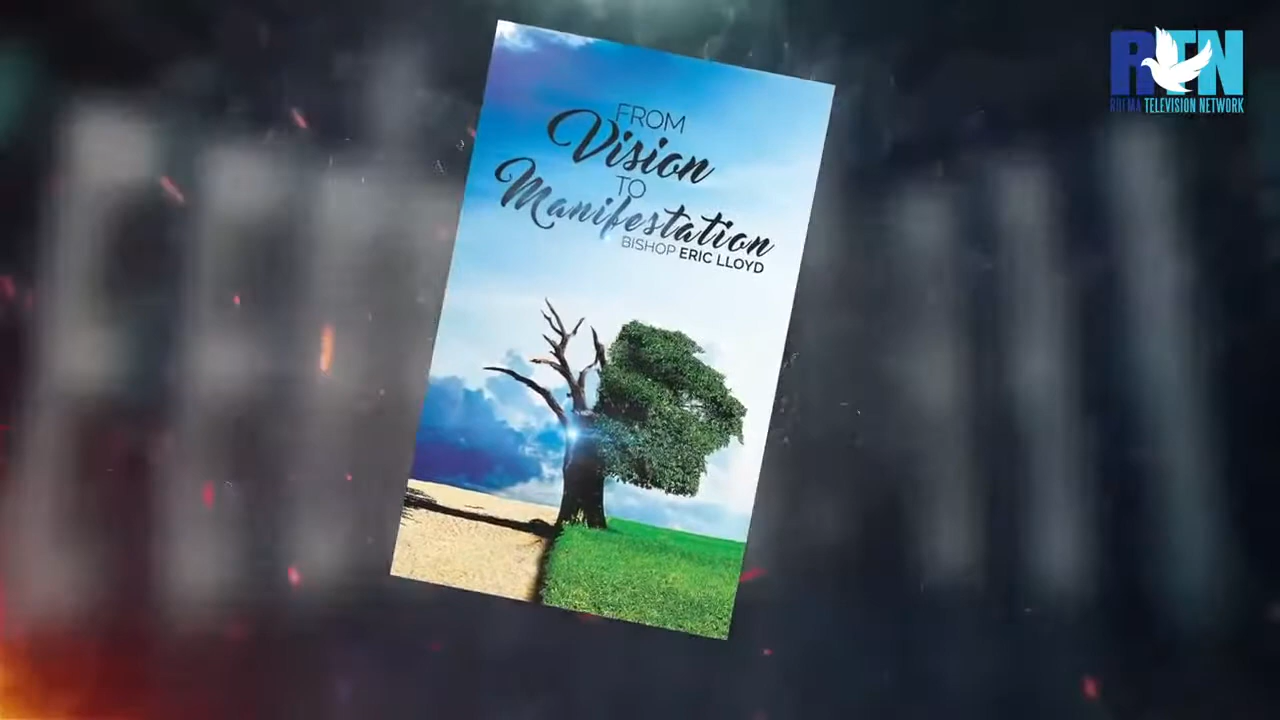 FROM
Vision
TO
Manifestation
BISHOP ERIC LLOYD
RTN
RHEMA TELEVISION NETWORK